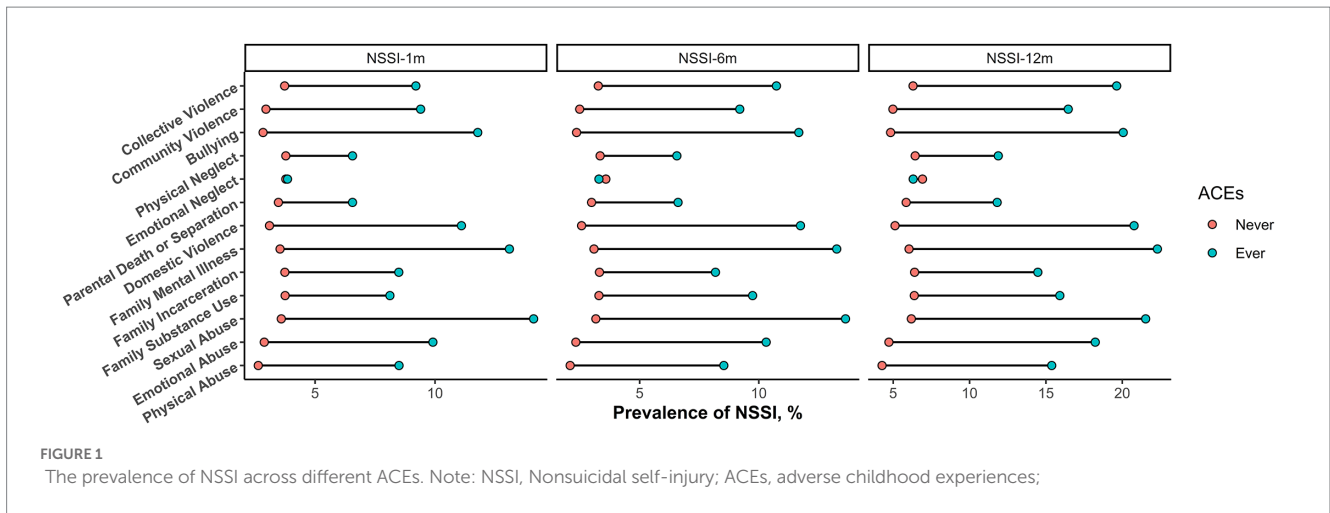 NSSI-1m NSSI-6m NSSI-12m
Collective Violence
Community Violence
Bullying
Physical Neglect
Emotional Neglect
Parental Death or Separation
Domestic Violence
Family Mental Illness
Family Incarceration
Family Substance Use
Sexual Abuse
Emotional Abuse
Physical Abuse
ACEs
Never
Ever
5 10 5 10 5 10 15 20
Prevalence of NSSI, %
FIGURE 1
The prevalence of NSSI across different ACEs. Note: NSSI, Nonsuicidal self-injury; ACEs, adverse childhood experiences;